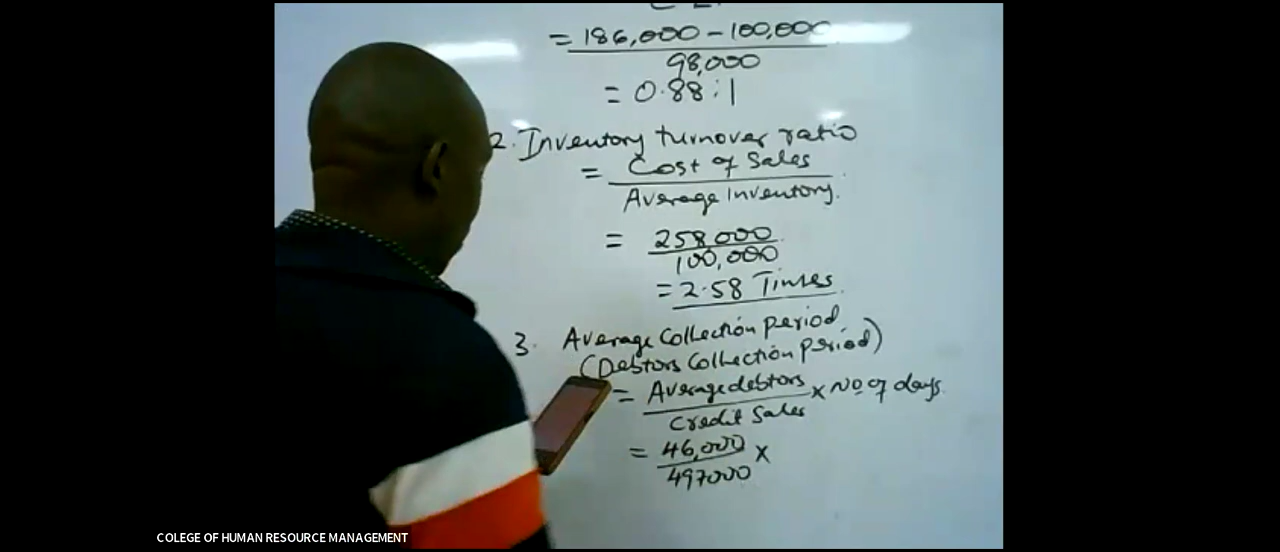 = 186,000 - 100,000
98,000
= 0.88:1
2. Inventory turnover ratio
= Cost of Sales
Average Inventory.
= 258,000
100,000
= 2.58 Times
3. Average Collection period
(Debtors Collection period)
= Average debtors x No of days
Credit Sales
= 46,000 x
497000
COLEGE OF HUMAN RESOURCE MANAGEMENT